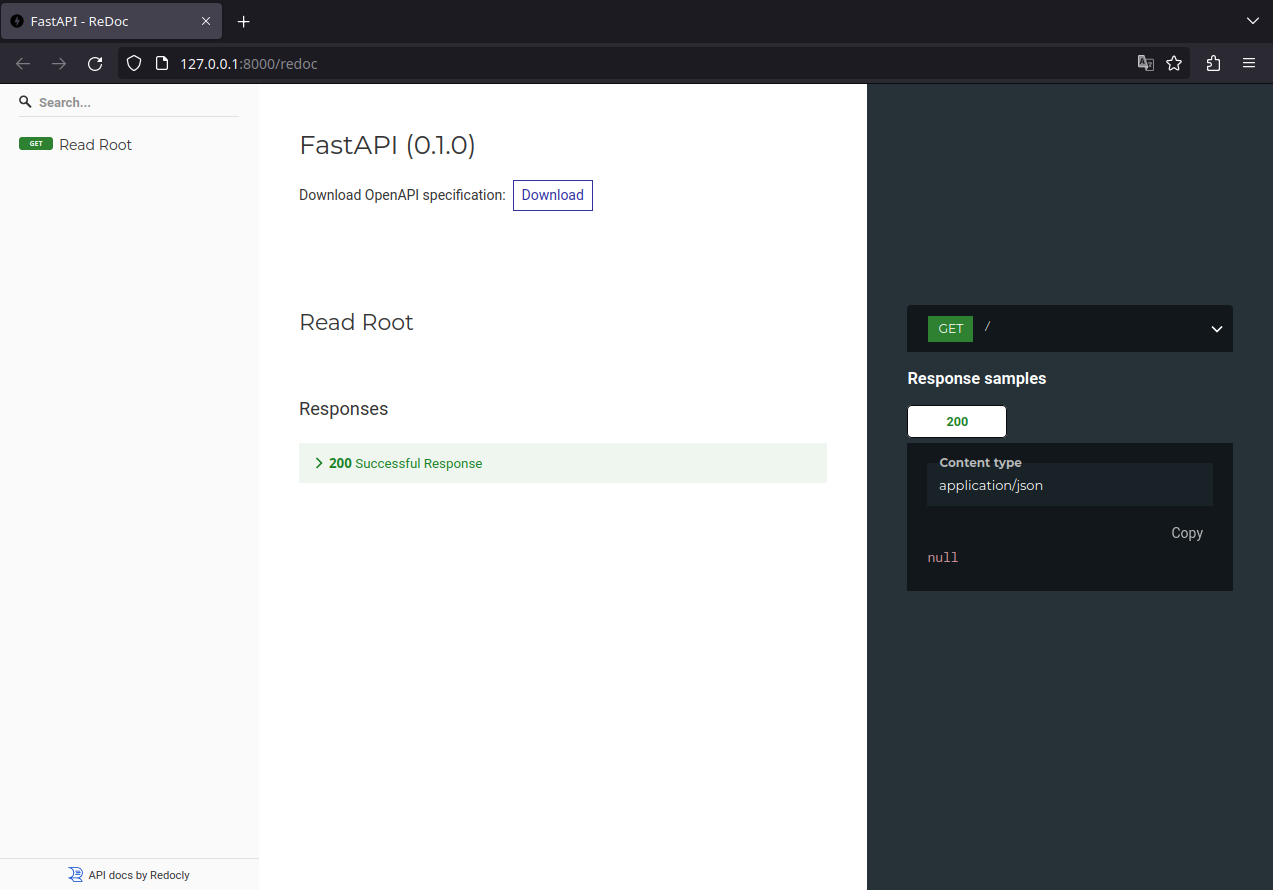 FastAPI - ReDoc
127.0.0.1:8000/redoc
Search...
GET Read Root
API docs by Redocly
FastAPI (0.1.0)
Download OpenAPI specification: Download
Read Root
Responses
200 Successful Response
GET /
Response samples
200
Content type
application/json
Copy
null